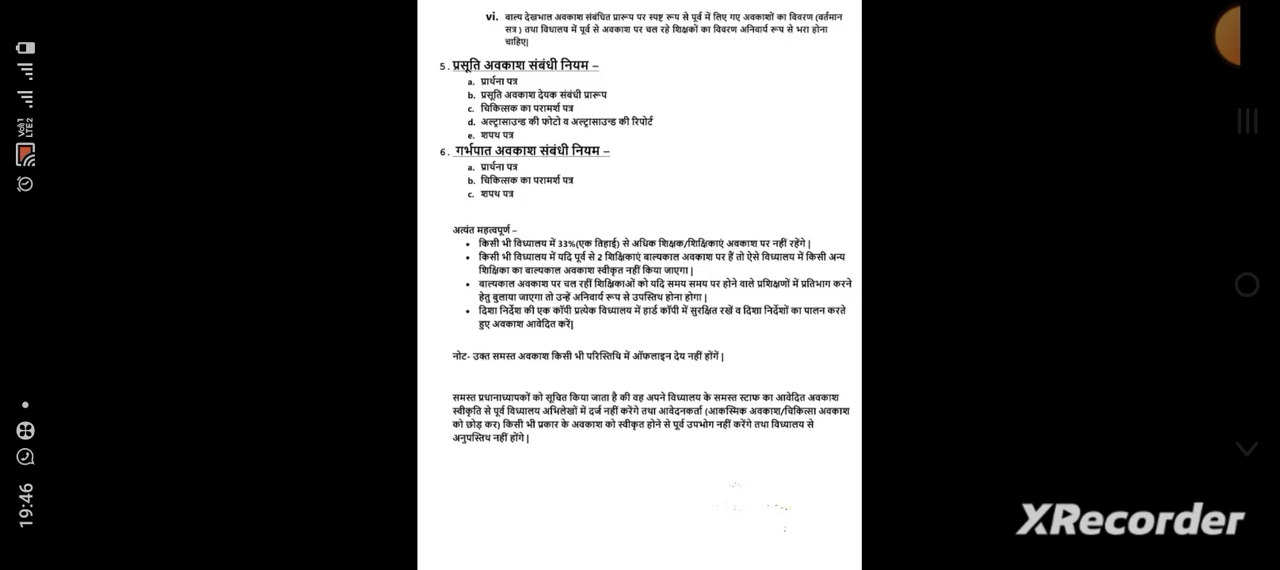 vi. बाल्य देखभाल अवकाश संबंधित प्रारूप पर स्पष्ट रूप से पूर्व में लिए गए अवकाशों का विवरण (वर्तमान
सत्र ) तथा विधालय में पूर्व से अवकाश पर चल रहे शिक्षकों का विवरण अनिवार्य रूप से भरा होना
चाहिए|
5. प्रसूति अवकाश संबंधी नियम –
a. प्रार्थना पत्र
b. प्रसूति अवकाश देयक संबंधी प्रारूप
c. चिकित्सक का परामर्श पत्र
d. अल्ट्रासाउन्ड की फोटो व अल्ट्रासाउन्ड की रिपोर्ट
e. शपथ पत्र
6. गर्भपात अवकाश संबंधी नियम –
a. प्रार्थना पत्र
b. चिकित्सक का परामर्श पत्र
c. शपथ पत्र
अत्यंत महत्वपूर्ण –
• किसी भी विध्यालय में 33%(एक तिहाई) से अधिक शिक्षक/शिक्षिकाएं अवकाश पर नहीं रहेंगे |
• किसी भी विध्यालय में यदि पूर्व से 2 शिक्षिकाएं बाल्यकाल अवकाश पर हैं तो ऐसे विध्यालय में किसी अन्य
शिक्षिका का बाल्यकाल अवकाश स्वीकृत नहीं किया जाएगा |
• बाल्यकाल अवकाश पर चल रहीं शिक्षिकाओं को यदि समय समय पर होने वाले प्रशिक्षणों में प्रतिभाग करने
हेतु बुलाया जाएगा तो उन्हें अनिवार्य रूप से उपस्तिथ होना होगा |
• दिशा निर्देश की एक कॉपी प्रत्येक विध्यालय में हार्ड कॉपी में सुरक्षित रखें व दिशा निर्देशों का पालन करते
हुए अवकाश आवेदित करें|
नोट- उक्त समस्त अवकाश किसी भी परिस्तिथि में ऑफलाइन देय नहीं होंगें |
समस्त प्रधानाध्यापकों को सूचित किया जाता है की वह अपने विध्यालय के समस्त स्टाफ का आवेदित अवकाश
स्वीकृति से पूर्व विध्यालय अभिलेखों में दर्ज नहीं करेंगे तथा आवेदनकर्ता (आकस्मिक अवकाश/चिकित्सा अवकाश
को छोड़ कर) किसी भी प्रकार के अवकाश को स्वीकृत होने से पूर्व उपभोग नहीं करेंगे तथा विध्यालय से
अनुपस्तिथ नहीं होंगे |
Vo)) 1
LTE2
19:46
XRecorder